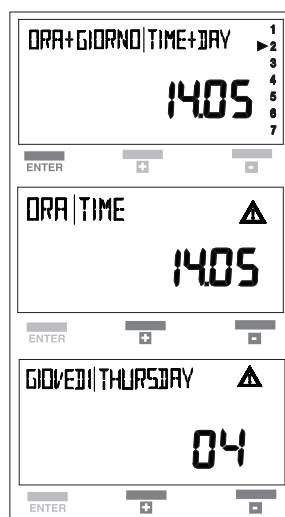 ORA+GIORNO|TIME+DAY
1
▶2
3
4
5
6
7
14.05
ENTER + -
ORA|TIME
14.05
ENTER + -
GIOVEDI|THURSDAY
04
ENTER + -